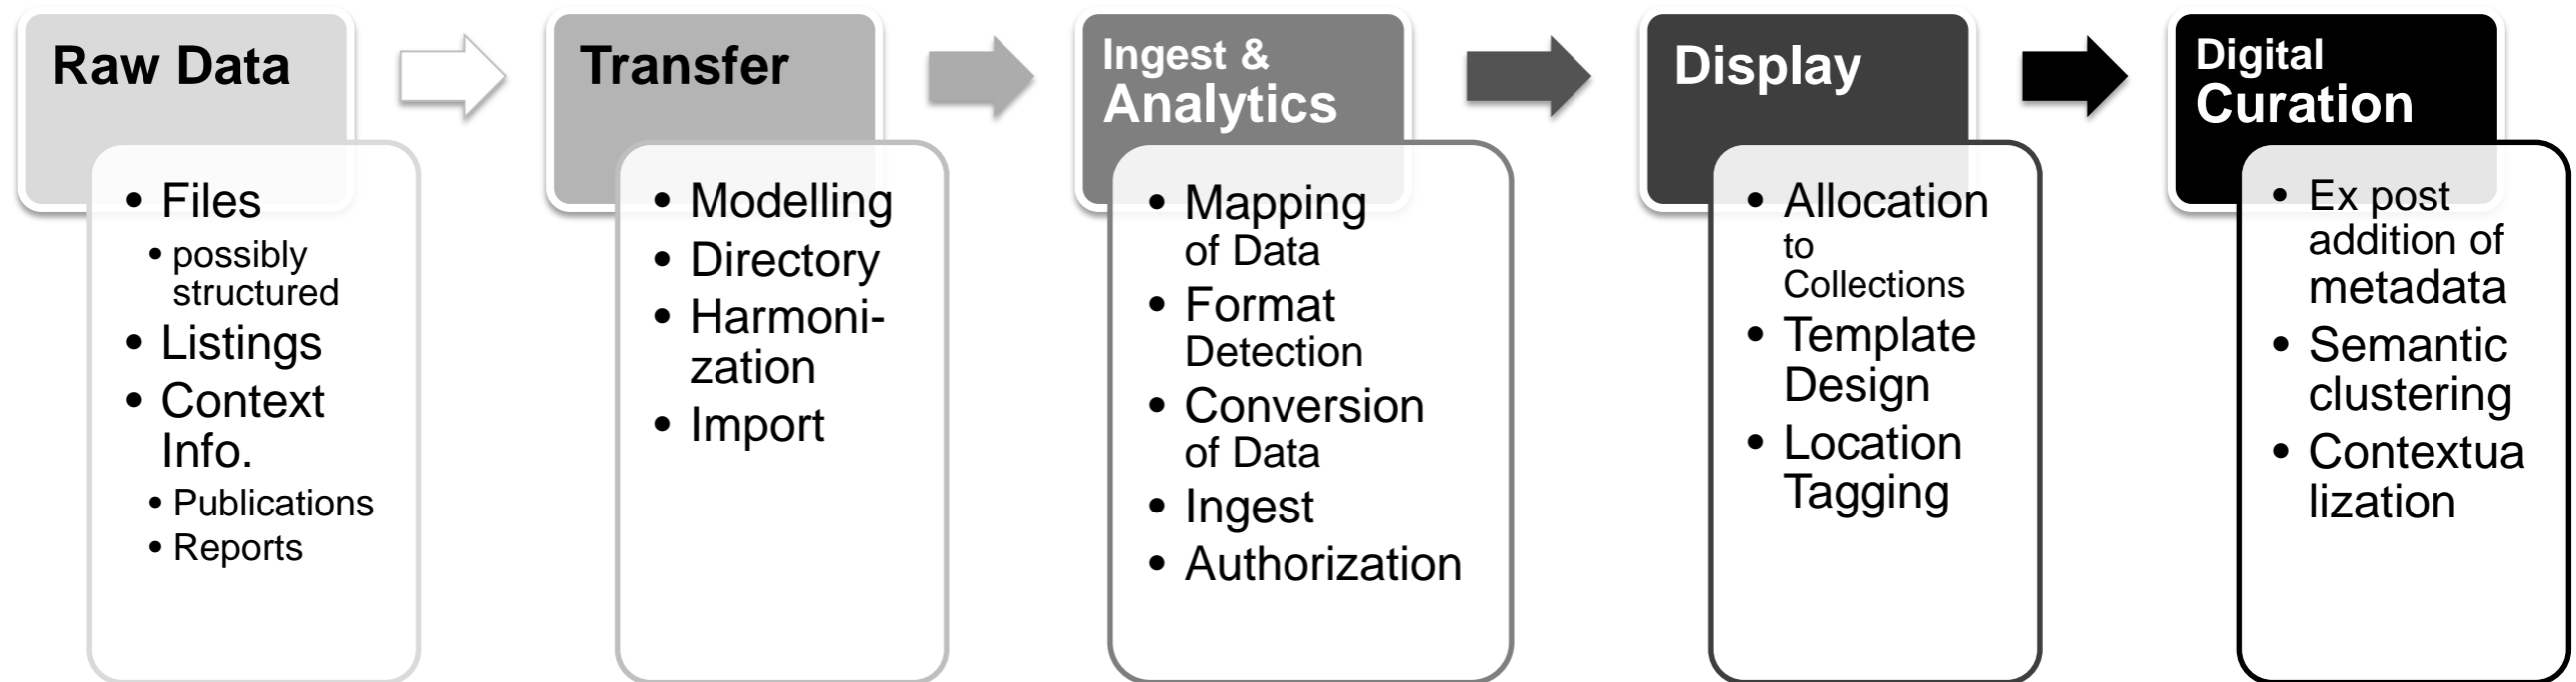 Raw Data
• Files
• possibly
structured
• Listings
• Context
Info.
• Publications
• Reports
Transfer
• Modelling
• Directory
• Harmoni-
zation
• Import
Ingest &
Analytics
• Mapping
of Data
• Format
Detection
• Conversion
of Data
• Ingest
• Authorization
Display
• Allocation
to
Collections
• Template
Design
• Location
Tagging
Digital
Curation
• Ex post
addition of
metadata
• Semantic
clustering
• Contextua
lization